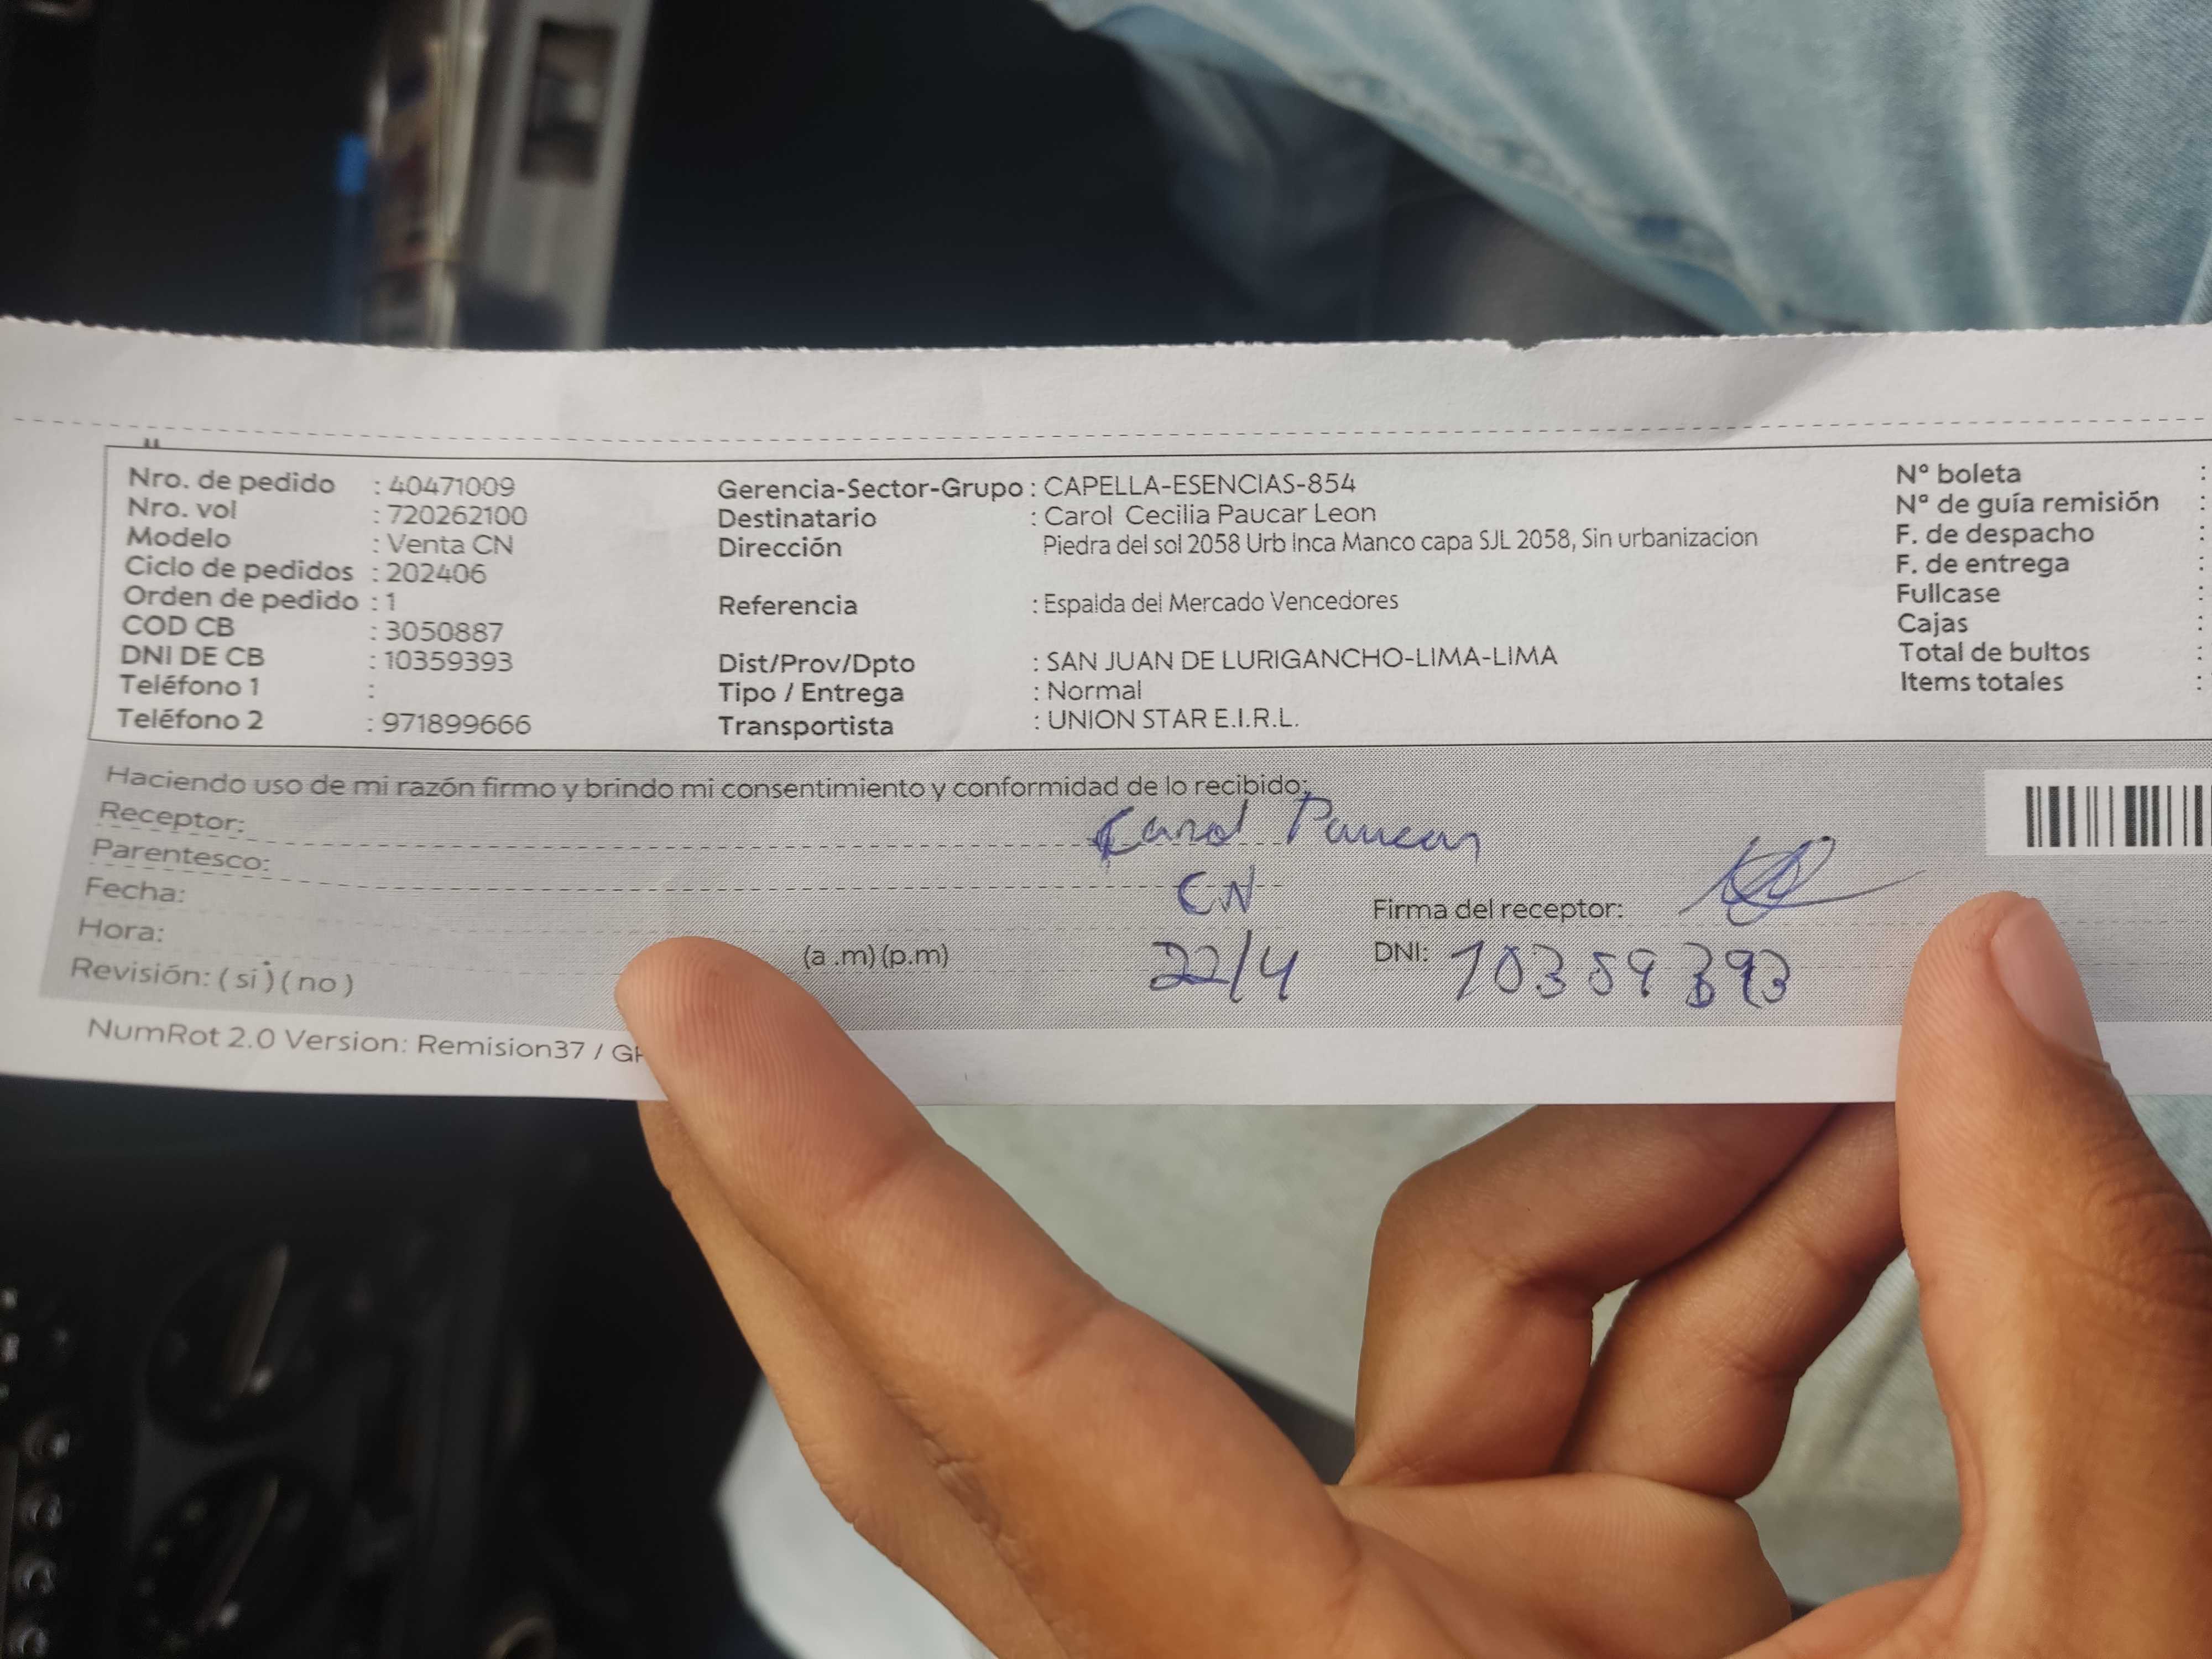 Nro. de pedido : 40471009
Nro. vol : 720262100
Modelo : Venta CN
Ciclo de pedidos : 202406
Orden de pedido : 1
COD CB : 3050887
DNI DE CB : 10359393
Teléfono 1 :
Teléfono 2 : 971899666
Gerencia-Sector-Grupo : CAPELLA-ESENCIAS-854
Destinatario : Carol Cecilia Paucar Leon
Dirección Piedra del sol 2058 Urb Inca Manco capa SJL 2058, Sin urbanizacion
Referencia : Espalda del Mercado Vencedores
Dist/Prov/Dpto : SAN JUAN DE LURIGANCHO-LIMA-LIMA
Tipo / Entrega : Normal
Transportista : UNION STAR E.I.R.L.
Nº boleta :
Nº de guía remisión :
F. de despacho :
F. de entrega :
Fullcase :
Cajas :
Total de bultos :
Items totales :
Haciendo uso de mi razón firmo y brindo mi consentimiento y conformidad de lo recibido:
Receptor: Carol Paucar
Parentesco: CN
Fecha: 22/4
Hora: (a .m) (p.m)
Revisión: ( si ) ( no )
Firma del receptor:
DNI: 10359393
NumRot 2.0 Version: Remision37 /